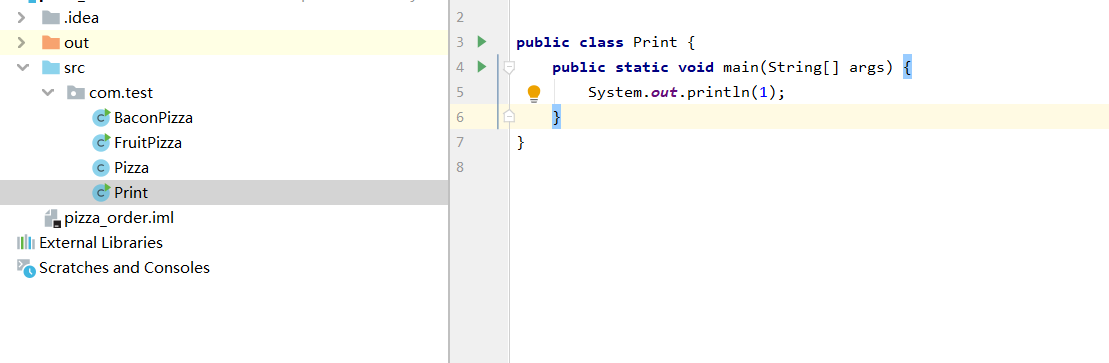 .idea
out
src
com.test
BaconPizza
FruitPizza
Pizza
Print
pizza_order.iml
External Libraries
Scratches and Consoles
2
3 public class Print {
4 public static void main(String[] args) {
5 System.out.println(1);
6 }
7 }
8